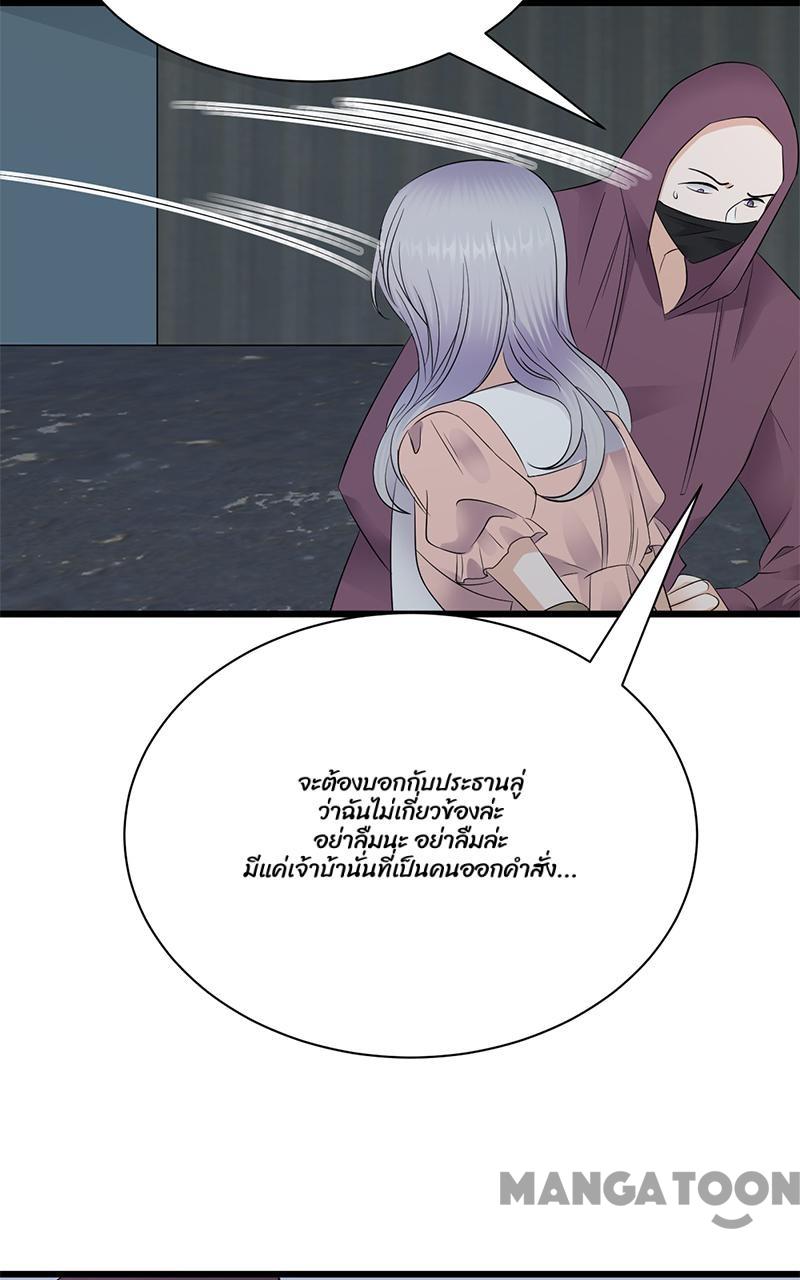 จะต้องบอกกับประธานลู่
ว่าฉันไม่เกี่ยวข้องล่ะ
อย่าลืมนะ อย่าลืมล่ะ
มีแค่เจ้าบ้านั่นที่เป็นคนออกคำสั่ง...
MANGATOON